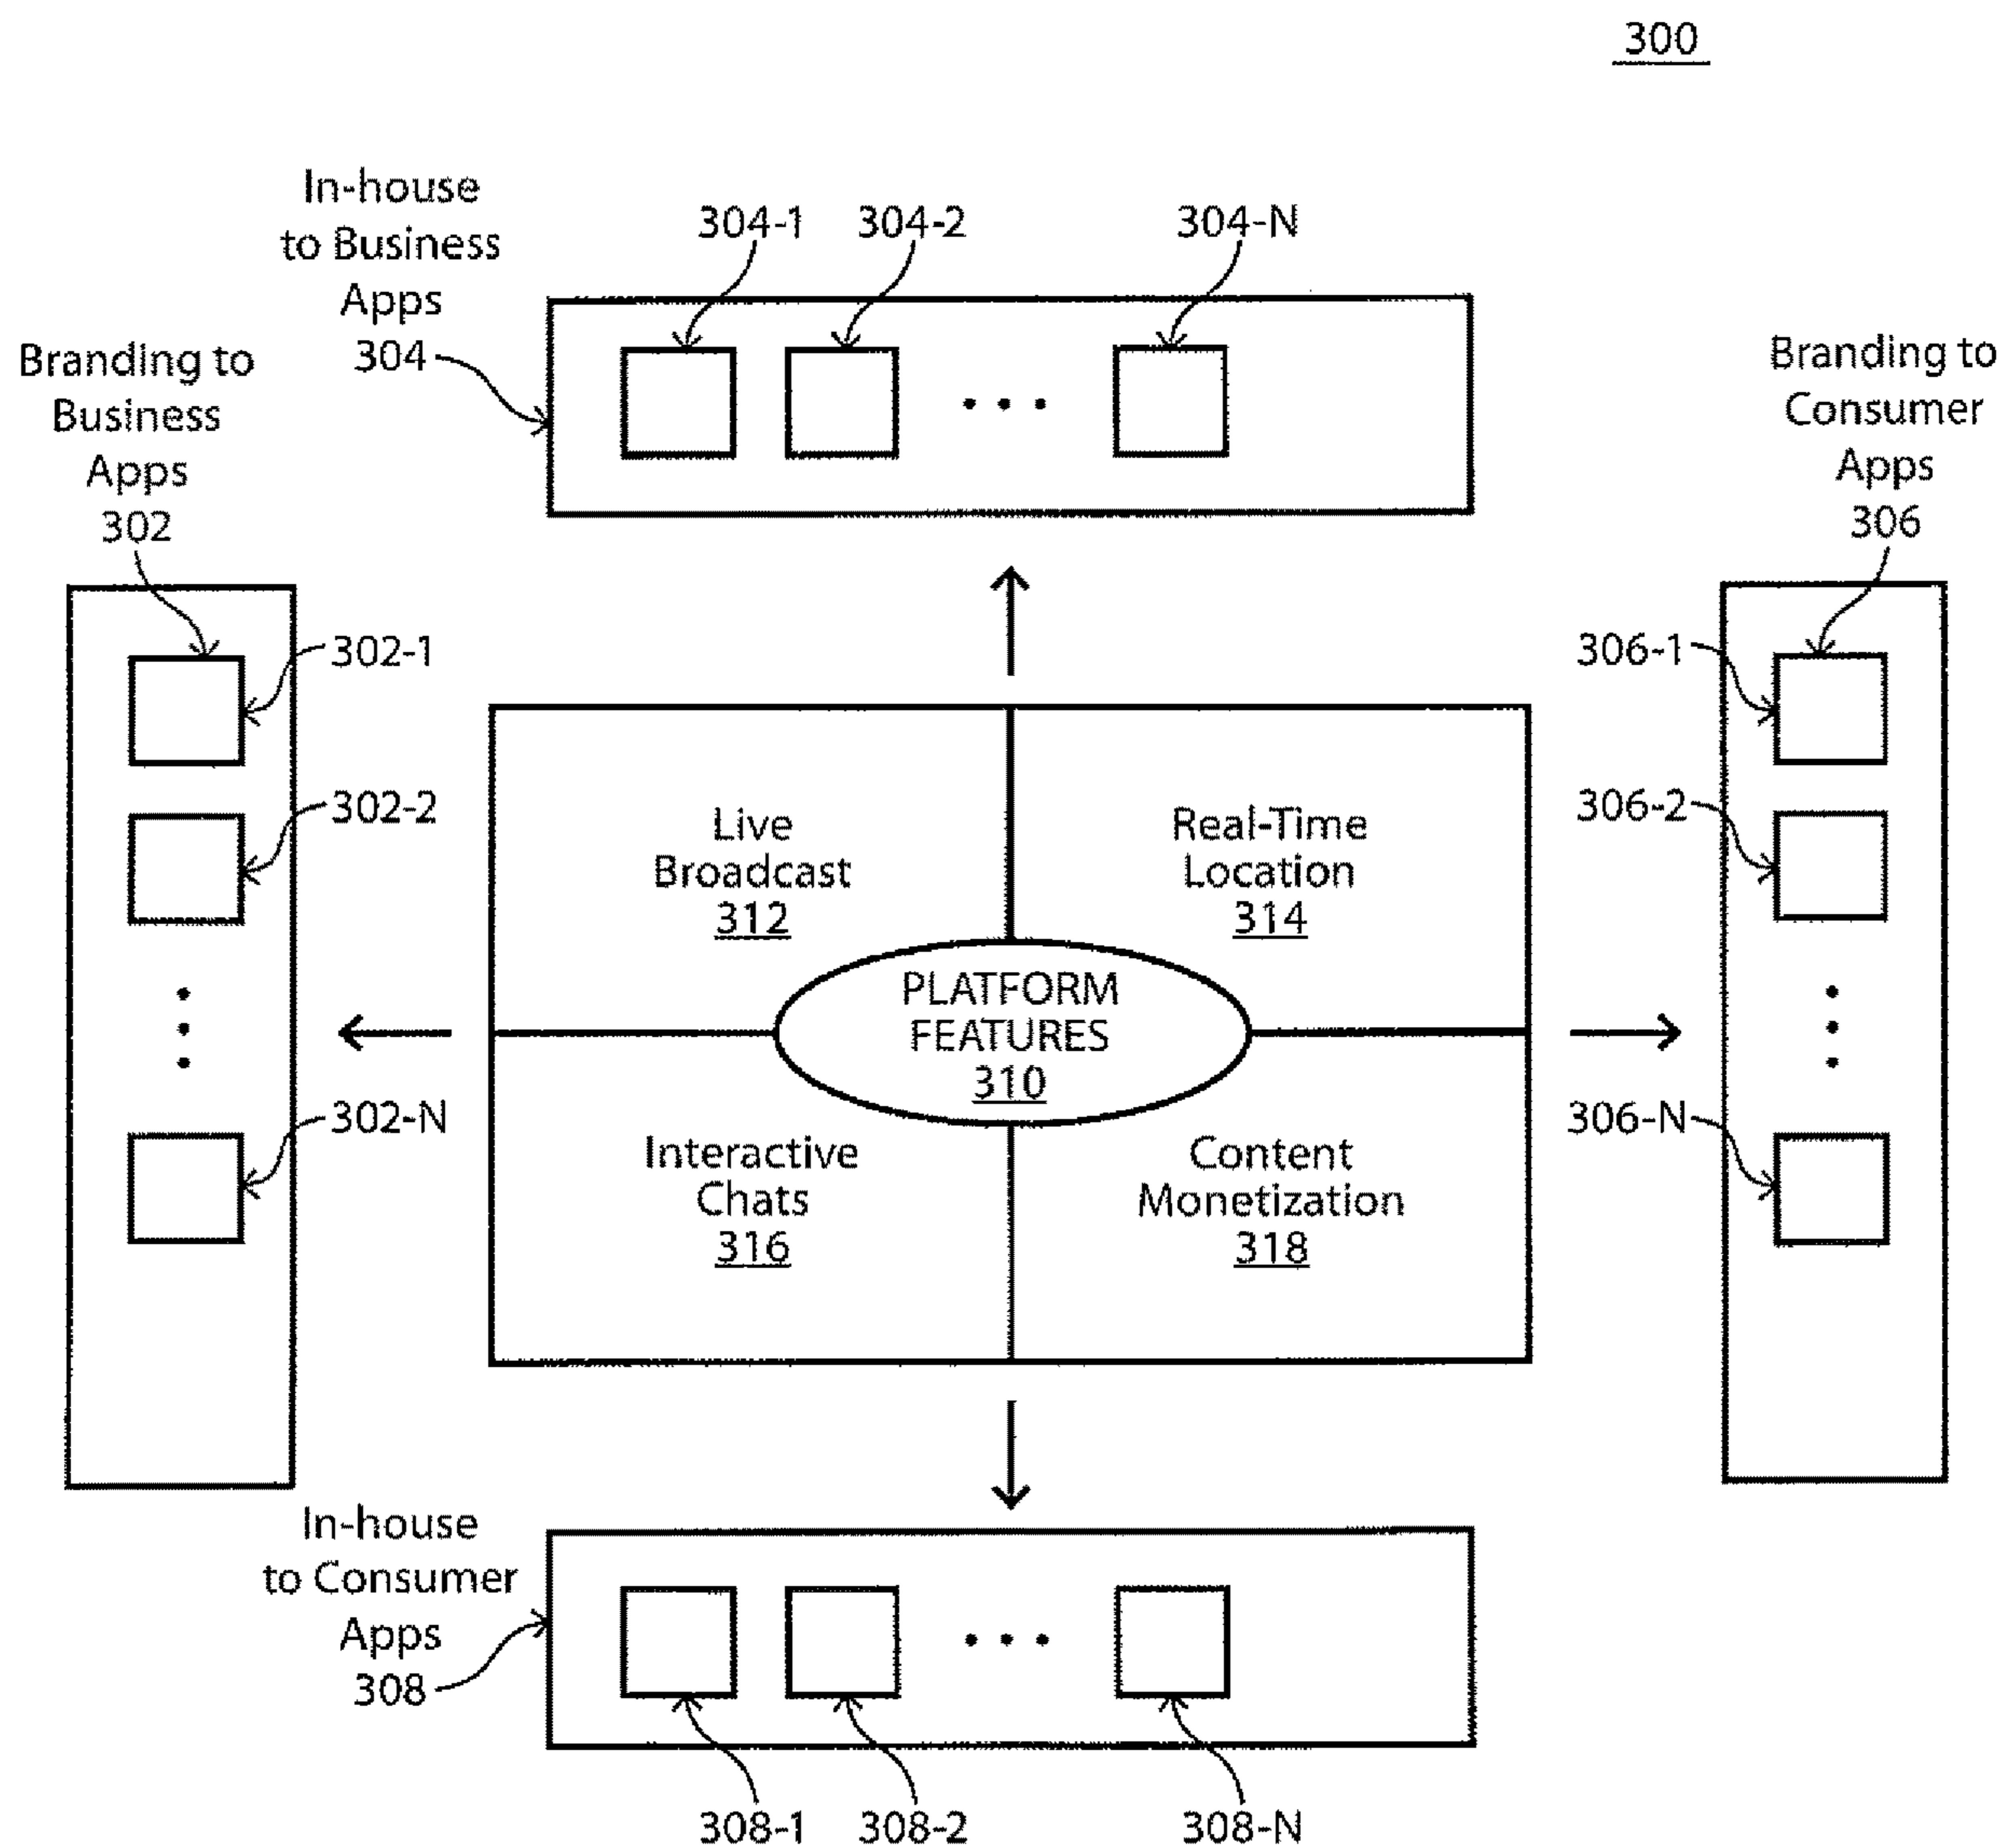 300
In-house
to Business
Apps
304
304-1
304-2
304-N
Branding to
Business
Apps
302
Branding to
Consumer
Apps
306
302-1
302-2
302-N
306-1
306-2
306-N
Live
Broadcast
312
Real-Time
Location
314
PLATFORM
FEATURES
310
Interactive
Chats
316
Content
Monetization
318
In-house
to Consumer
Apps
308
308-1
308-2
308-N